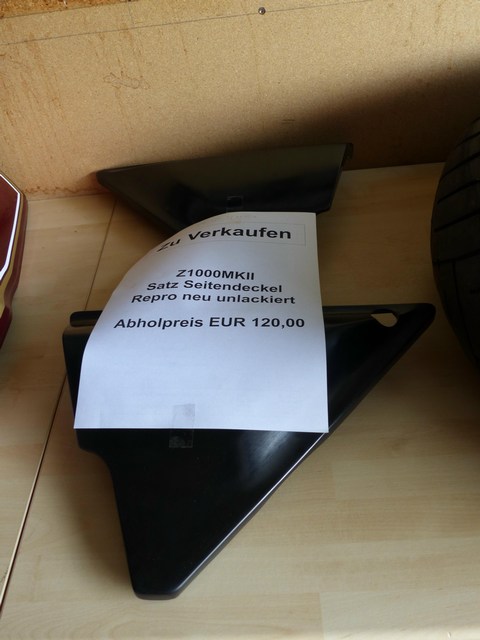 Zu Verkaufen
Z1000MKII
Satz Seitendeckel
Repro neu unlackiert
Abholpreis EUR 120,00